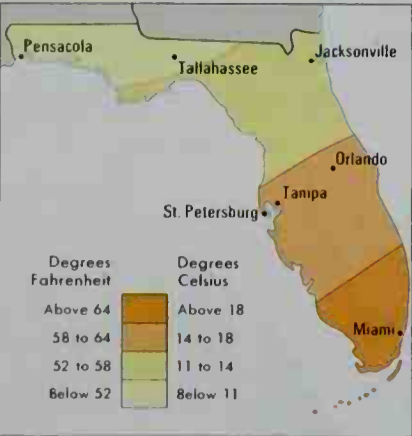 Pensacola
Tallahassee
Jacksonville
Orlando
Tampa
St. Petersburg
Degrees Fahrenheit
Degrees Celsius
Above 64
Above 18
58 to 64
14 to 18
52 to 58
11 to 14
Below 52
Below 11
Miami